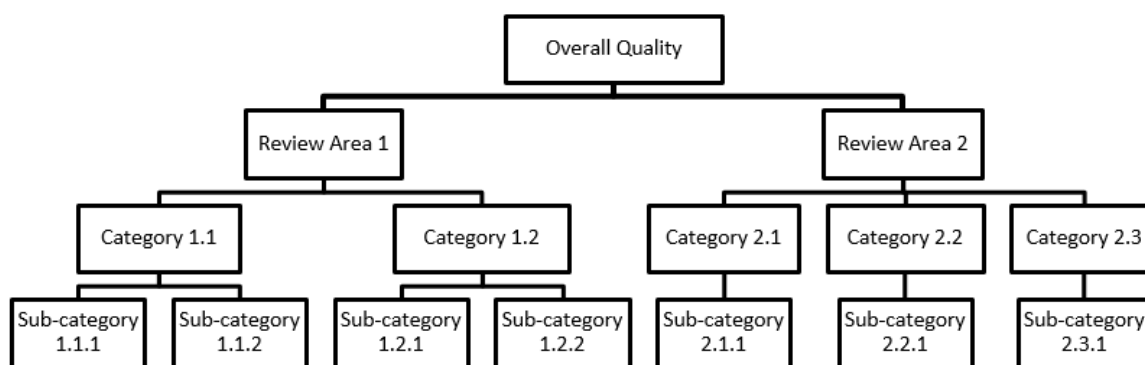 Overall Quality
Review Area 1
Review Area 2
Category 1.1
Category 1.2
Category 2.1
Category 2.2
Category 2.3
Sub-category
1.1.1
Sub-category
1.1.2
Sub-category
1.2.1
Sub-category
1.2.2
Sub-category
2.1.1
Sub-category
2.2.1
Sub-category
2.3.1